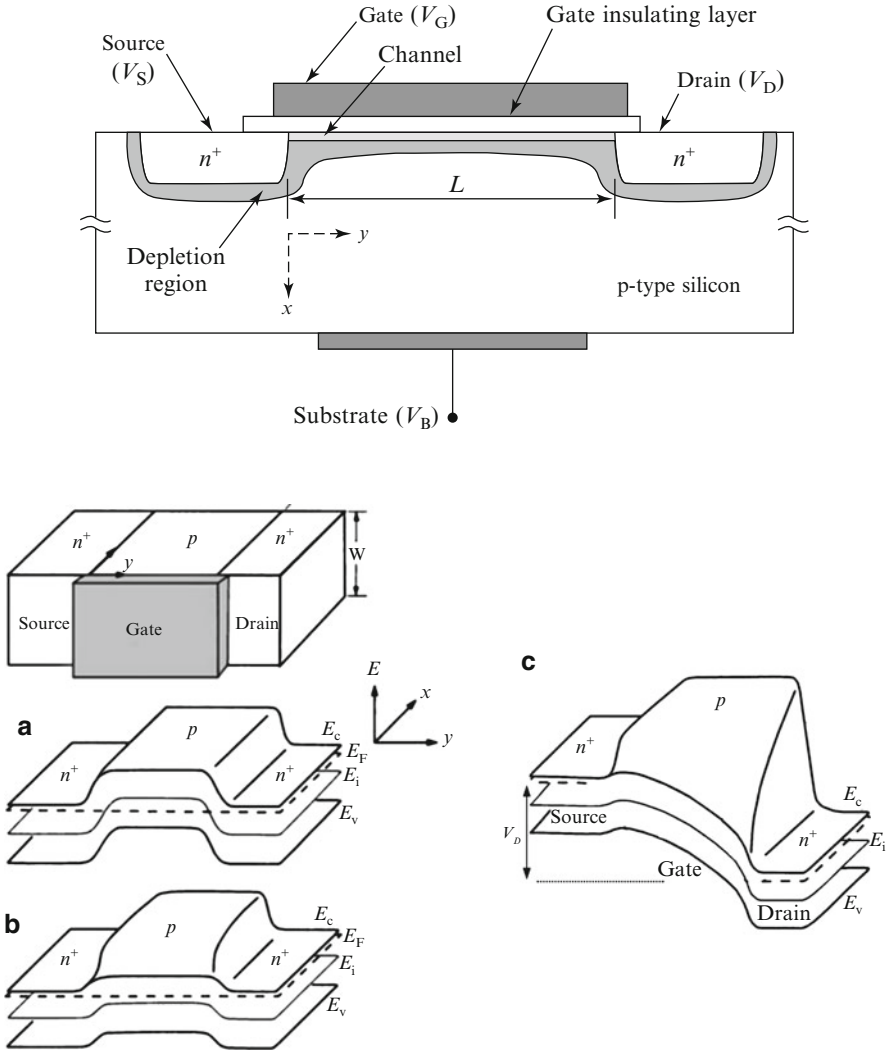 Gate (V_G)
Gate insulating layer
Source
(V_S)
Channel
Drain (V_D)
n⁺
n⁺
L
y
x
Depletion
region
p-type silicon
Substrate (V_B)
n⁺
p
n⁺
W
y
Source
Gate
Drain
E
x
y
a
p
n⁺
n⁺
E_c
E_F
E_i
E_v
b
p
n⁺
n⁺
E_c
E_F
E_i
E_v
c
p
n⁺
V_D
Source
Gate
Drain
n⁺
E_c
E_i
E_v